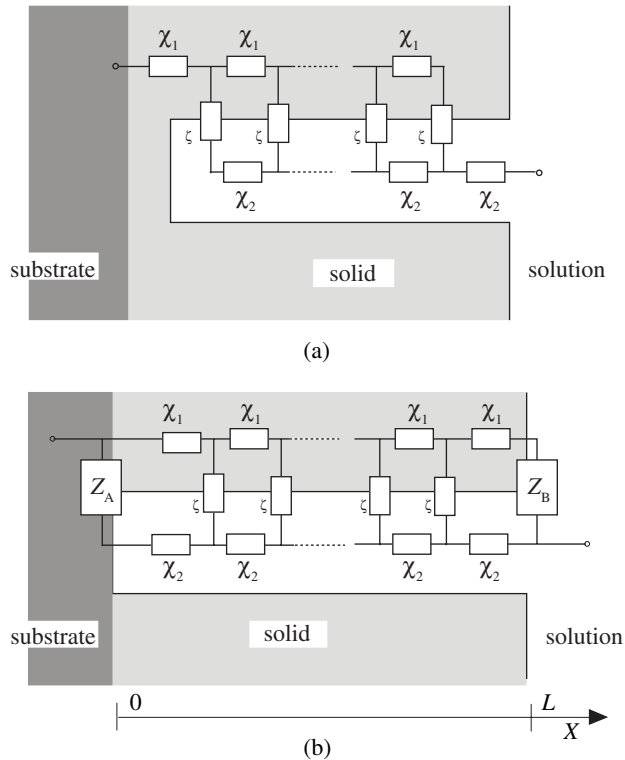 χ1 χ1 χ1
ζ ζ ζ ζ
χ2 χ2 χ2
substrate solid solution
(a)
χ1 χ1 χ1 χ1
ZA ζ ζ ζ ζ ZB
χ2 χ2 χ2 χ2
substrate solid solution
0 L
X
(b)